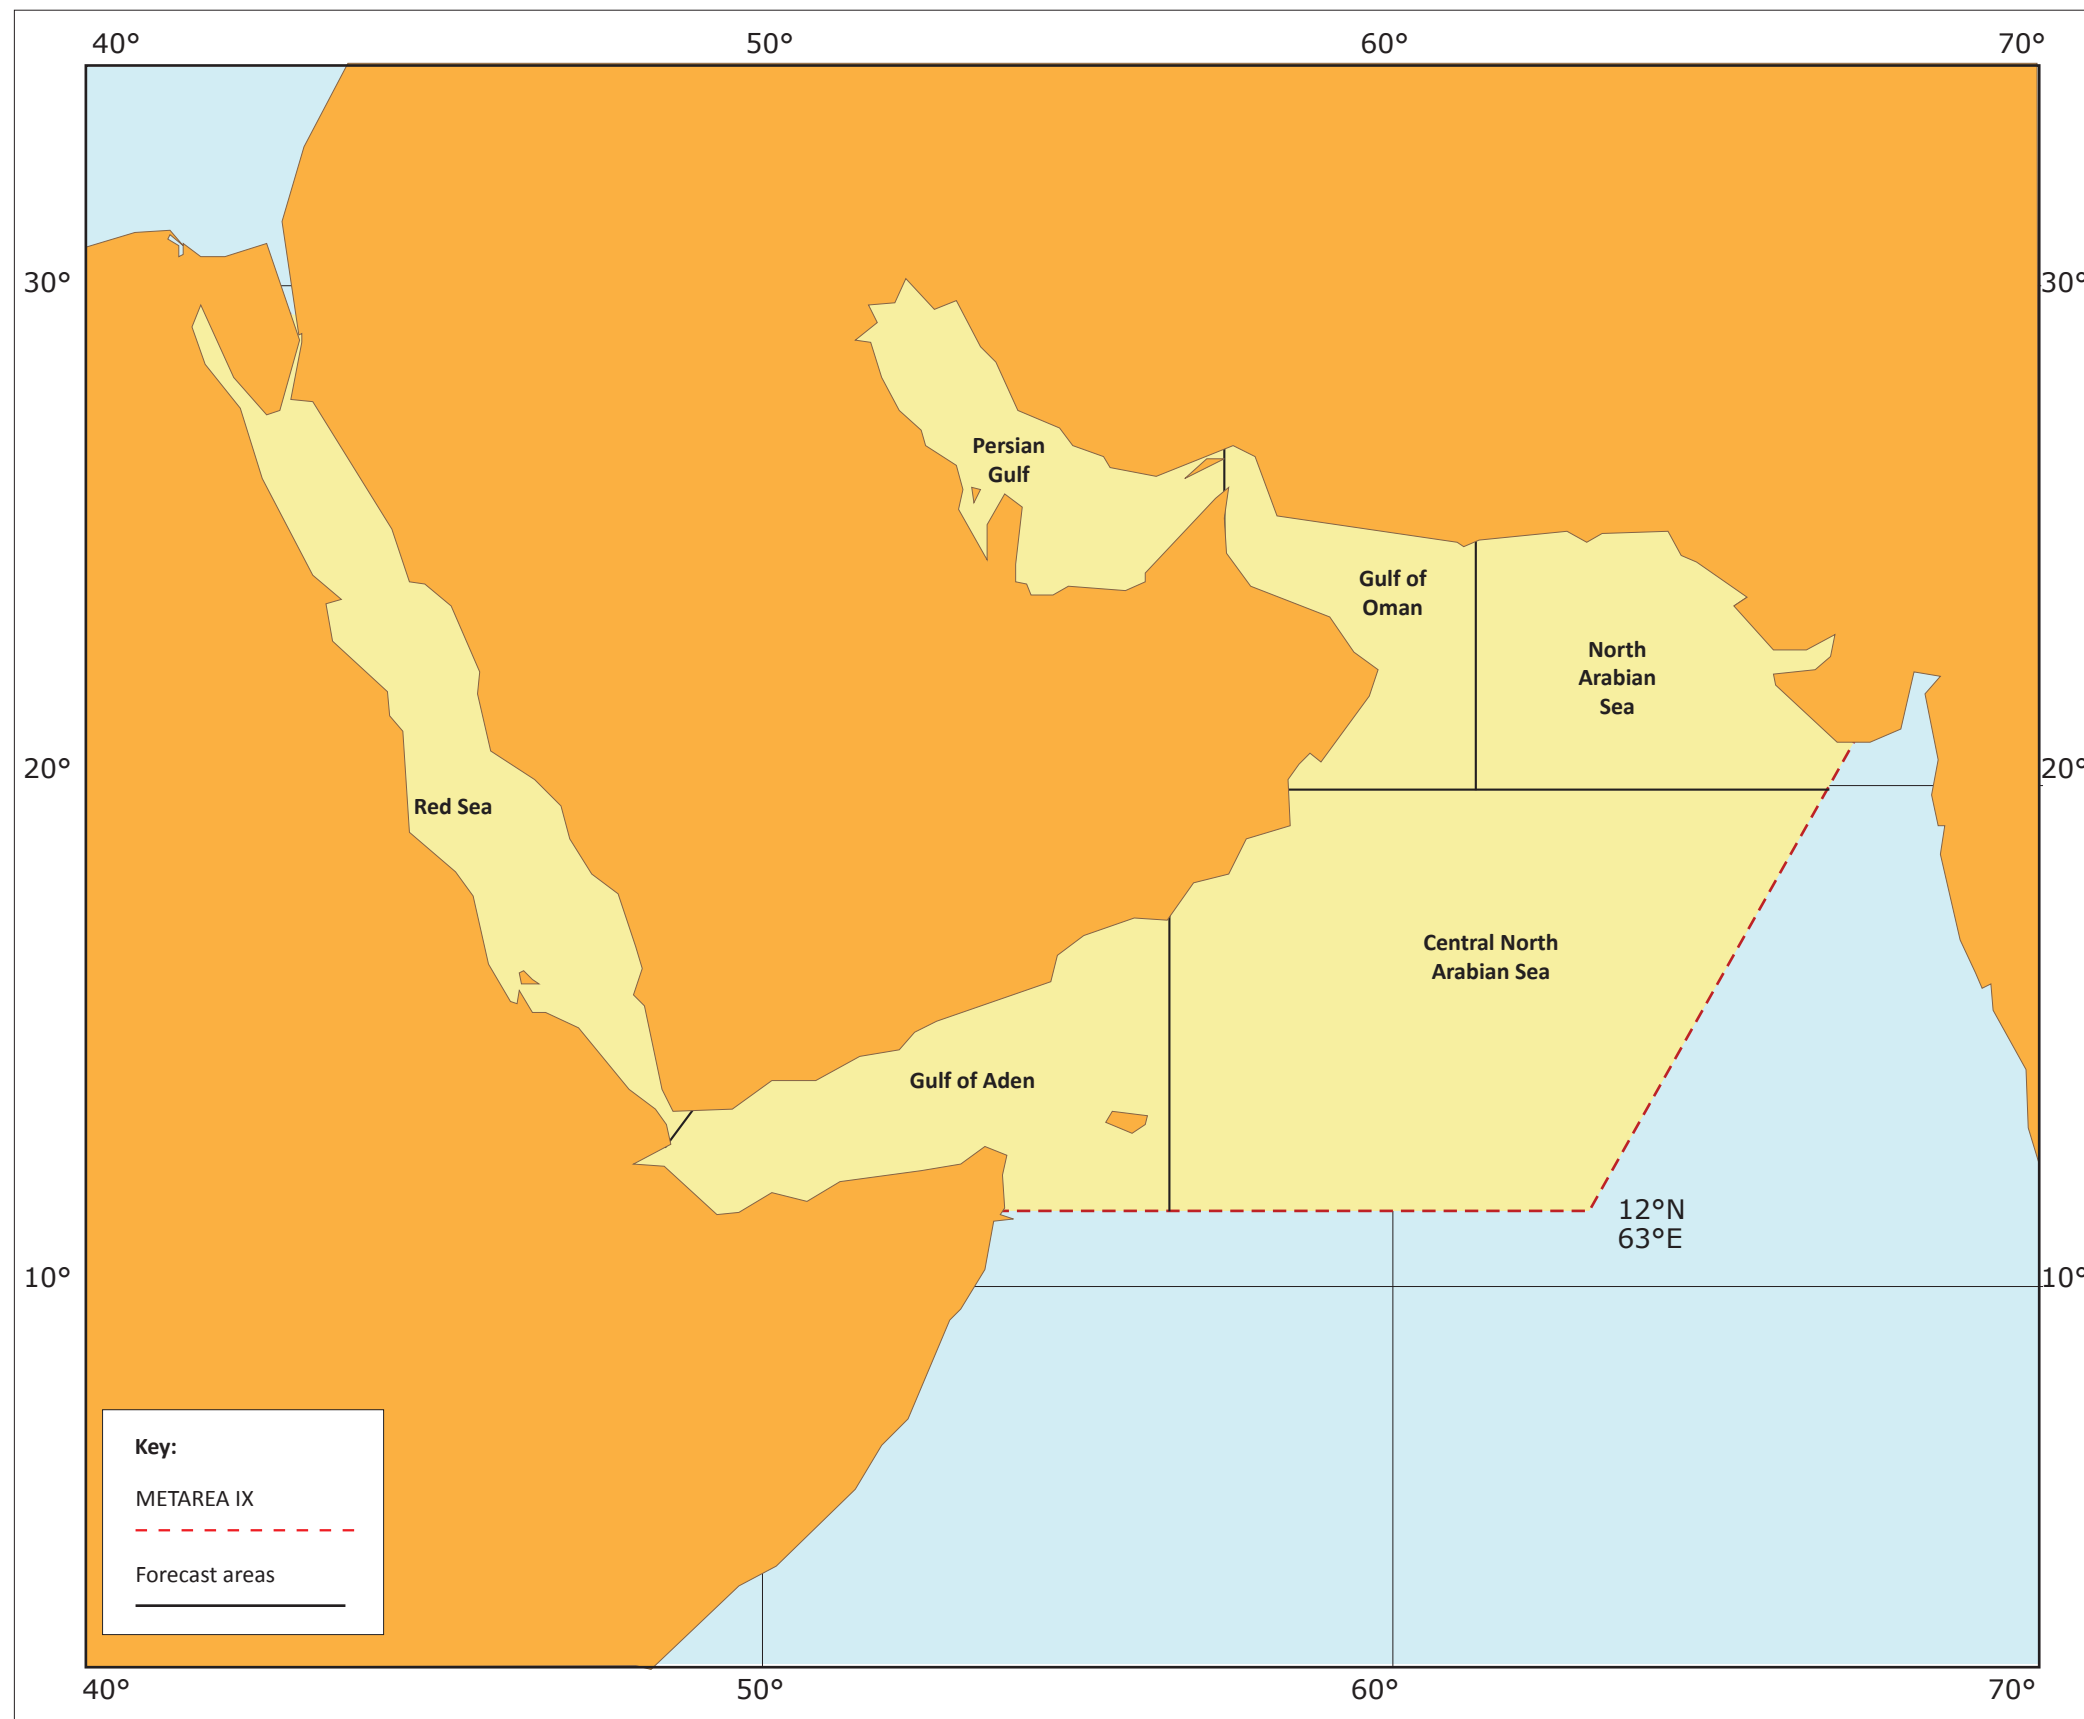 40° 50° 60° 70°
30° 30°
Persian
Gulf
Gulf of
Oman
North
Arabian
Sea
20° 20°
Red Sea
Central North
Arabian Sea
Gulf of Aden
12°N
63°E
10° 10°
Key:
METAREA IX
Forecast areas
40° 50° 60° 70°